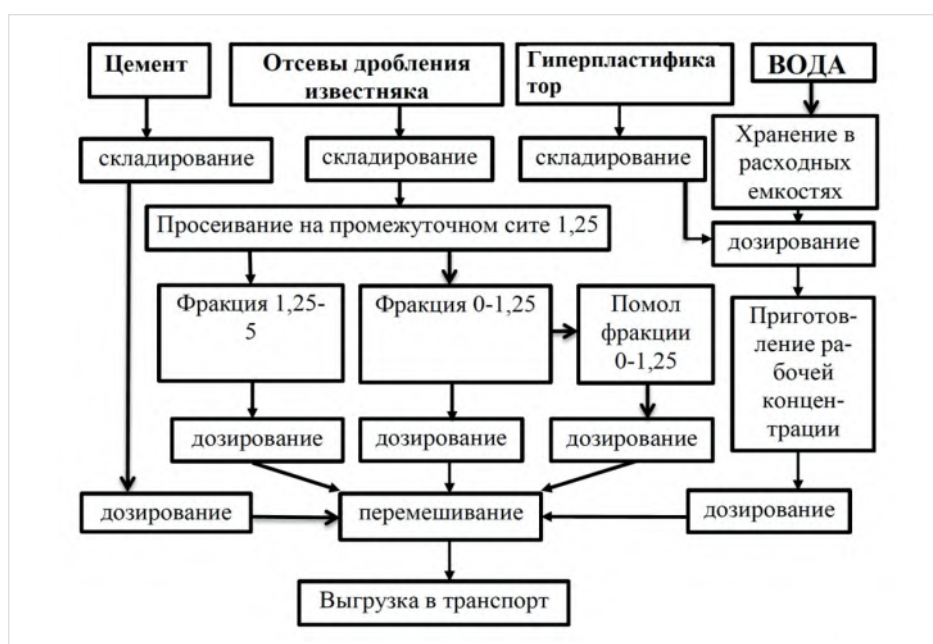 Цемент
Отсевы дробления
известняка
Гиперпластифика
тор
ВОДА
складирование
складирование
складирование
Хранение в
расходных
емкостях
Просеивание на промежуточном сите 1,25
дозирование
Фракция 1,25-
5
Фракция 0-1,25
Помол
фракции
0-1,25
Приготов-
ление ра-
бочей
концен-
трации
дозирование
дозирование
дозирование
дозирование
перемешивание
дозирование
Выгрузка в транспорт